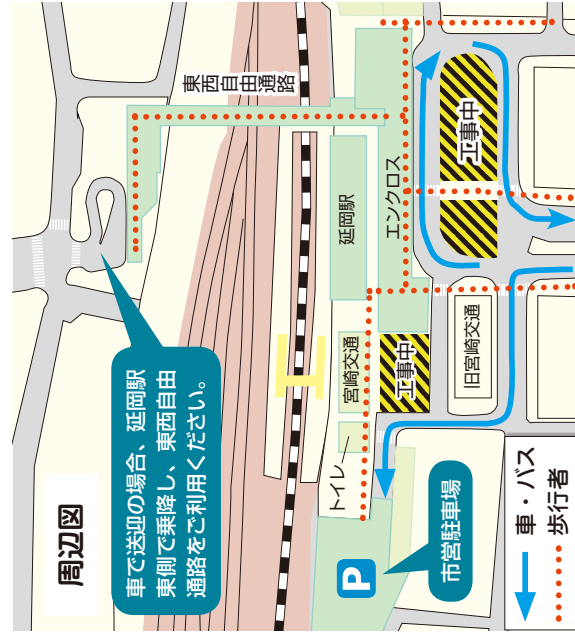 周辺図
車で送迎の場合、延岡駅
東側で乗降し、東西自由
通路をご利用ください。
東西自由通路
延岡駅
エンクロス
宮崎交通
トイレ
工事中
工事中
旧宮崎交通
P
市営駐車場
車・バス
歩行者